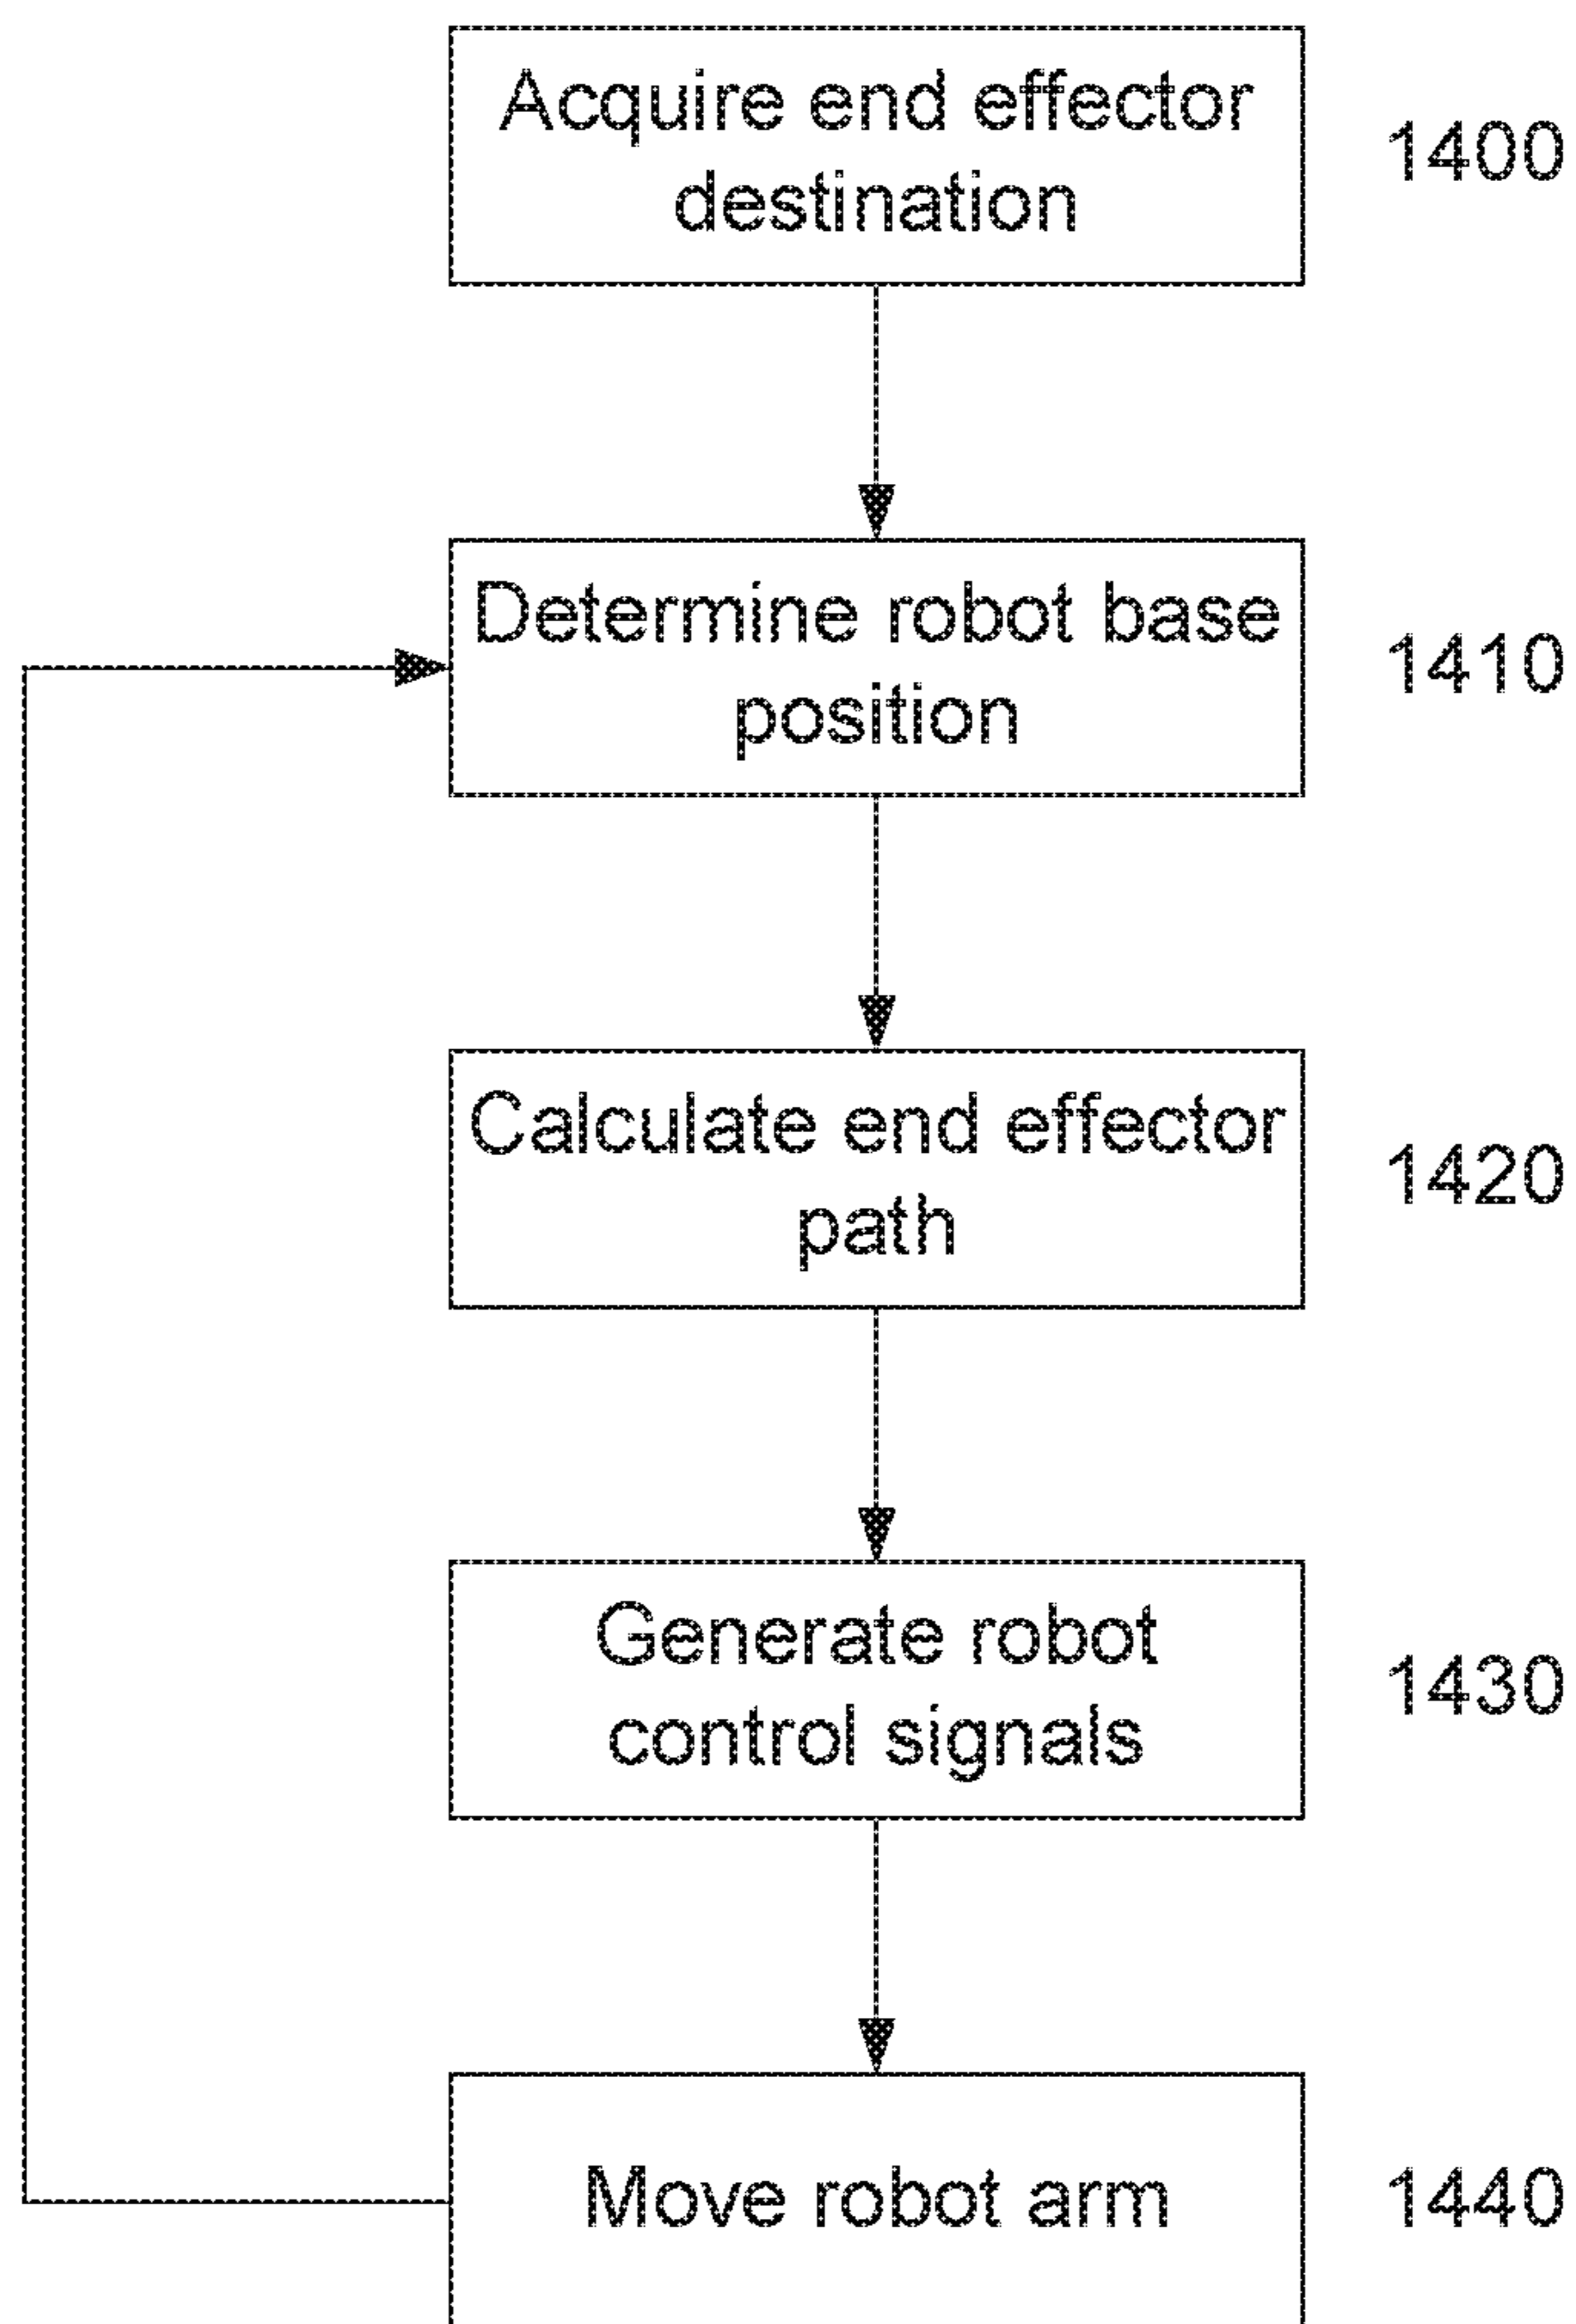 Acquire end effector
destination
1400
Determine robot base
position
1410
Calculate end effector
path
1420
Generate robot
control signals
1430
Move robot arm
1440